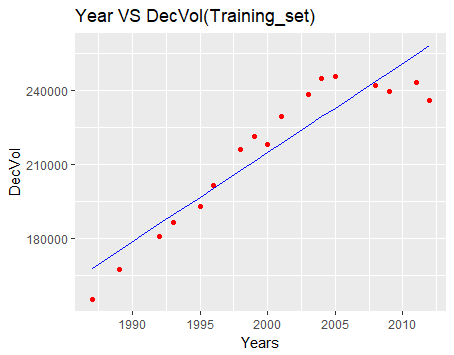 Year VS DecVol(Training_set)
240000
210000
180000
DecVol
1990 1995 2000 2005 2010
Years